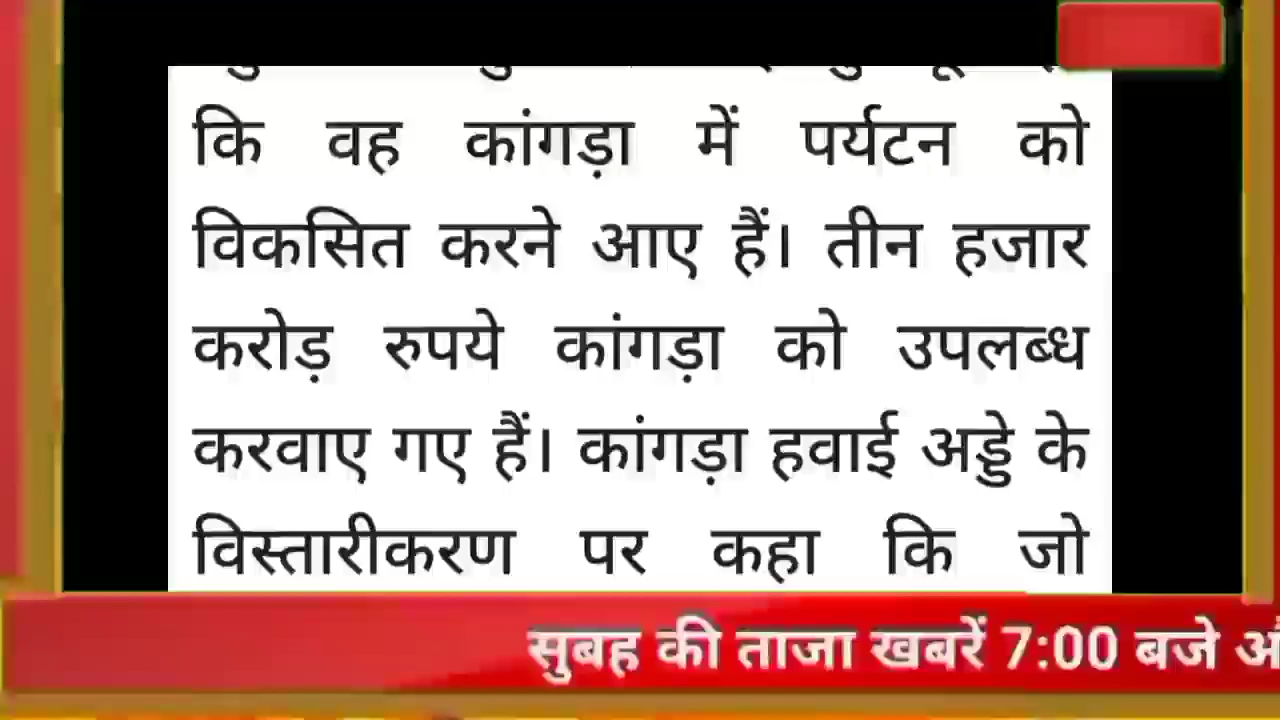 कि वह कांगड़ा में पर्यटन को
विकसित करने आए हैं। तीन हजार
करोड़ रुपये कांगड़ा को उपलब्ध
करवाए गए हैं। कांगड़ा हवाई अड्डे के
विस्तारीकरण पर कहा कि जो
सुबह की ताजा खबरें 7:00 बजे